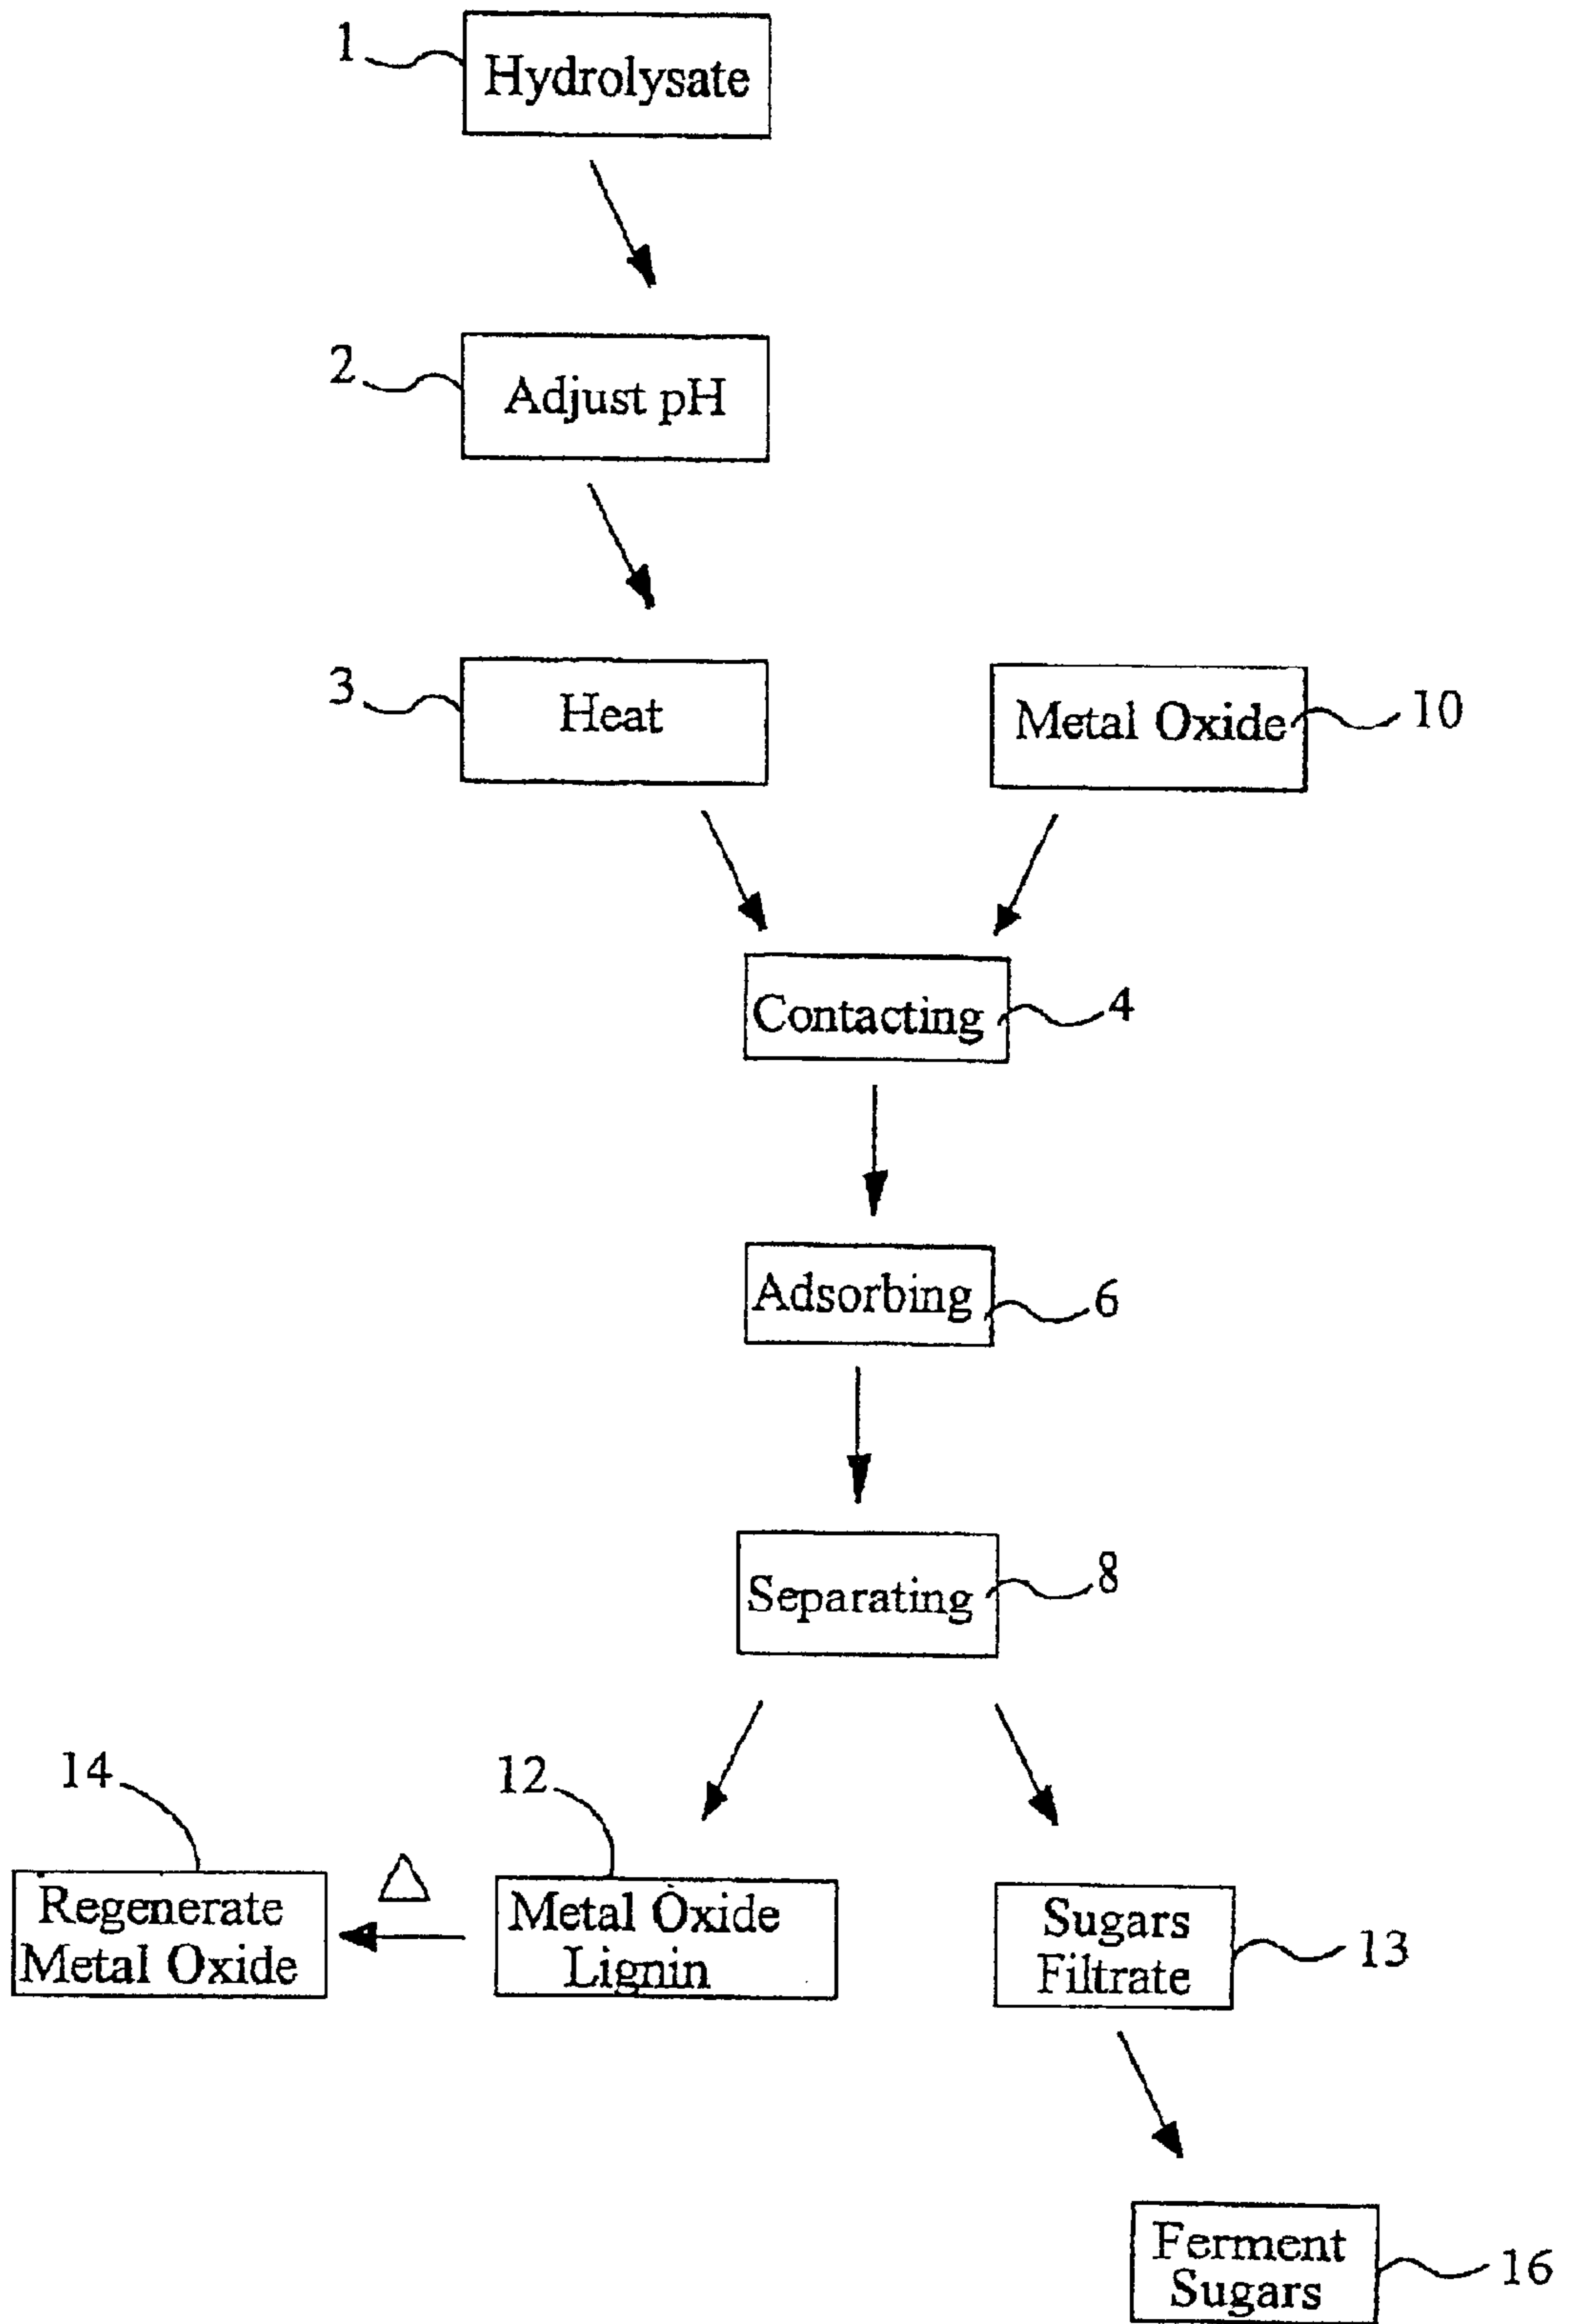 1
Hydrolysate
2
Adjust pH
3
Heat
Metal Oxide
10
Contacting
4
Adsorbing
6
Separating
8
14
12
Regenerate
Metal Oxide
△
Metal Oxide
Lignin
Sugars
Filtrate
13
Ferment
Sugars
16